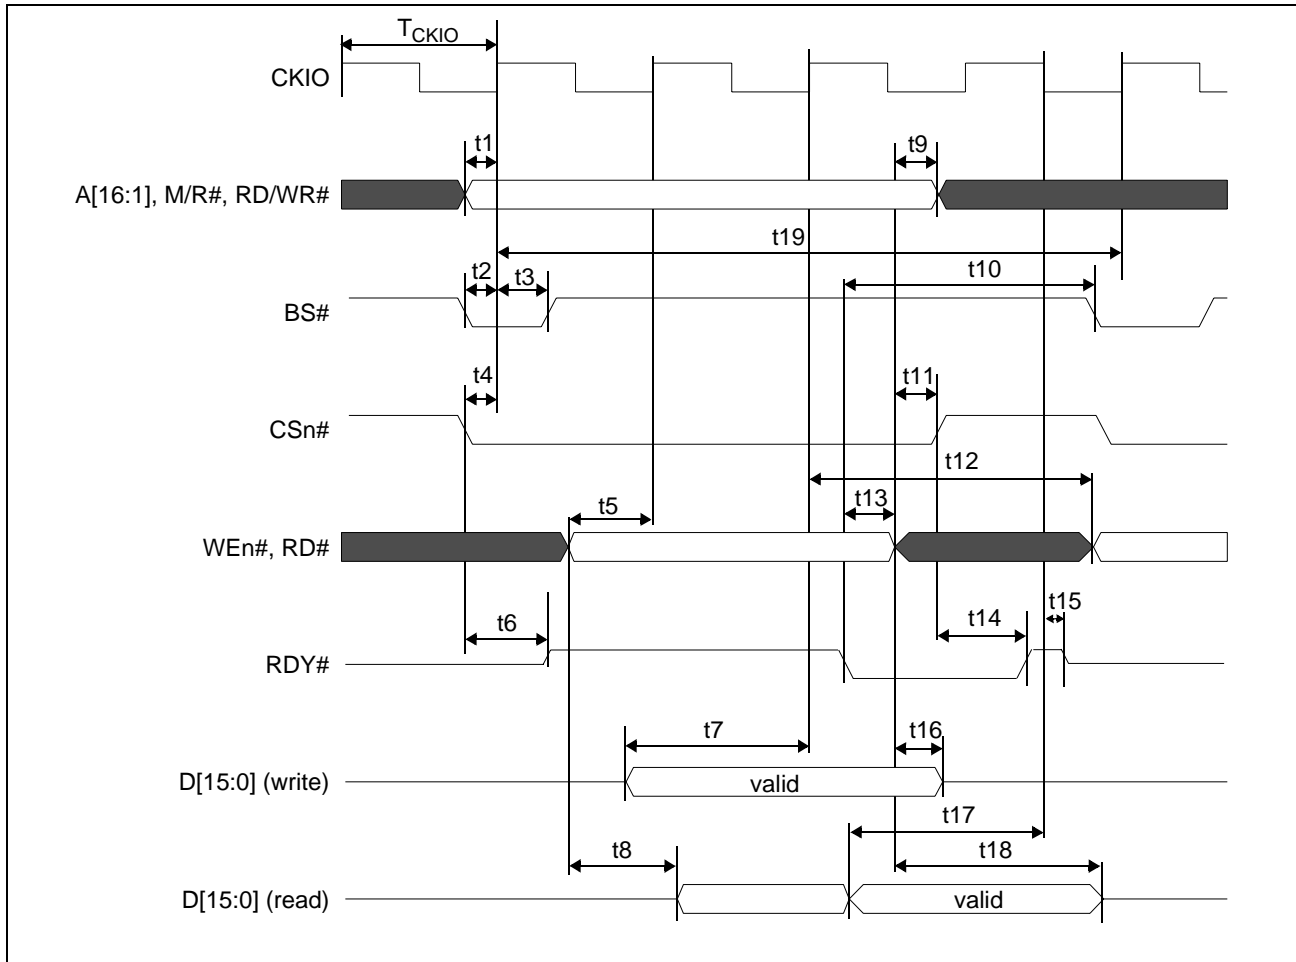 TCKIO
CKIO
t1
t9
A[16:1], M/R#, RD/WR#
t19
t2
t3
t10
BS#
t4
t11
CSn#
t12
t5
t13
WEn#, RD#
t6
t14
t15
RDY#
t7
t16
D[15:0] (write)
valid
t17
t8
t18
D[15:0] (read)
valid